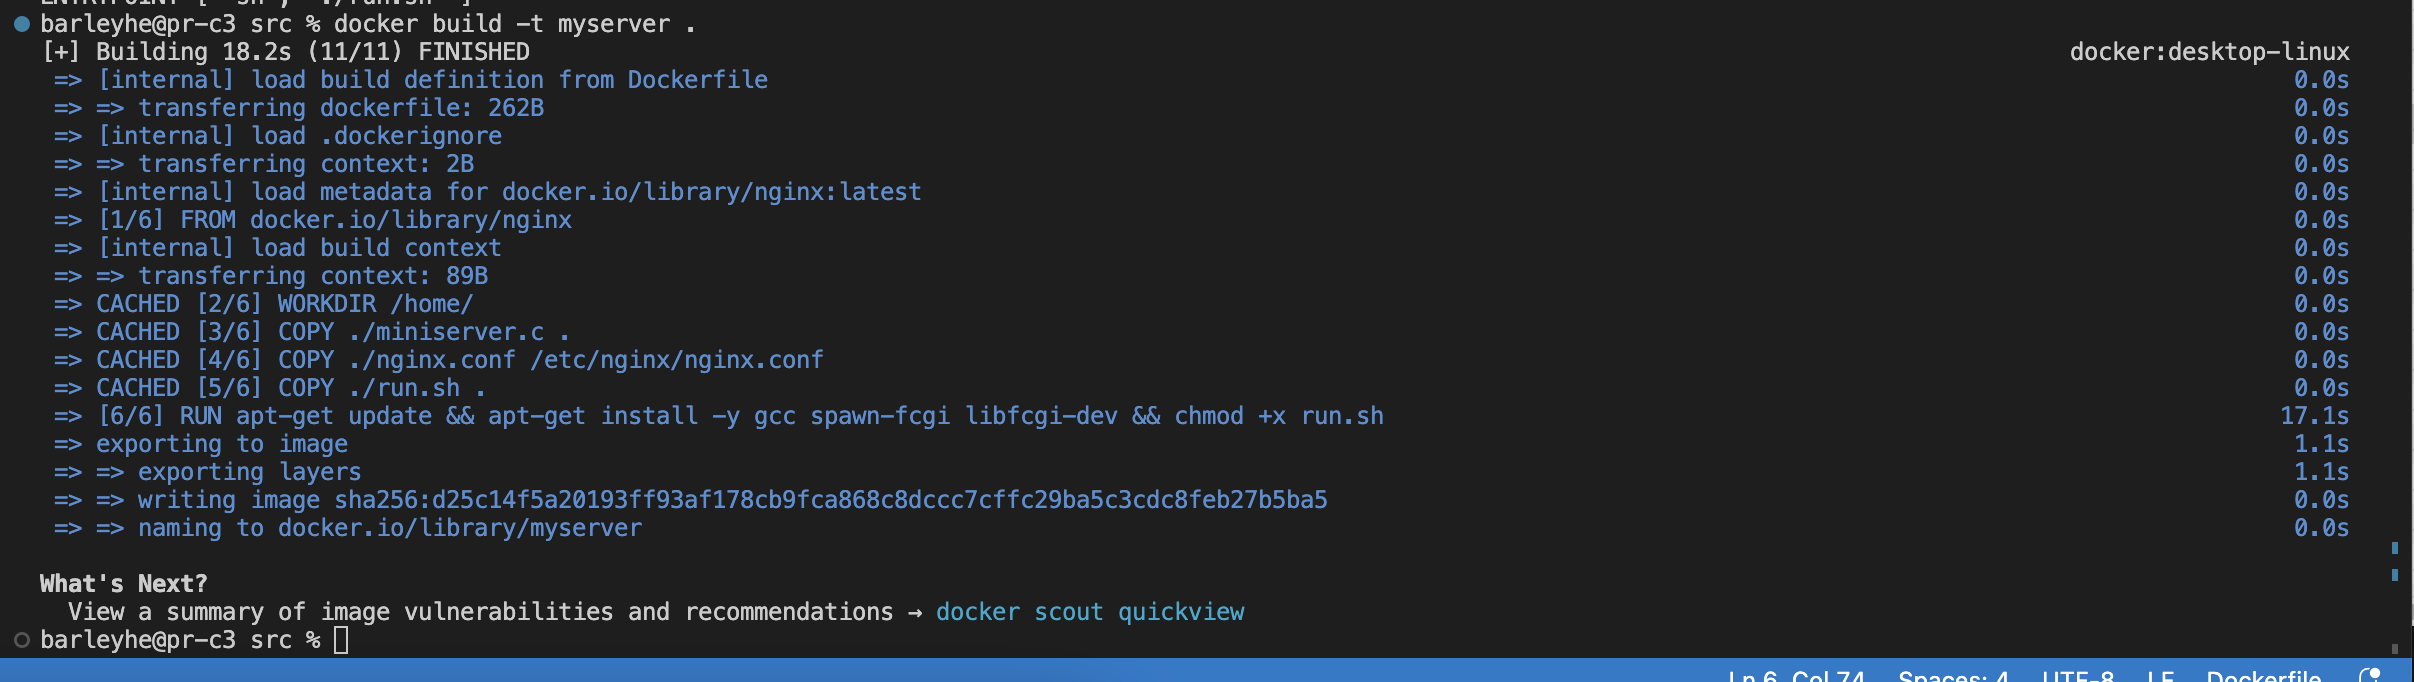 ENTRYPOINT [ "sh", "./run.sh" ]
barleyhe@pr-c3 src % docker build -t myserver .
[+] Building 18.2s (11/11) FINISHED docker:desktop-linux
=> [internal] load build definition from Dockerfile 0.0s
=> => transferring dockerfile: 262B 0.0s
=> [internal] load .dockerignore 0.0s
=> => transferring context: 2B 0.0s
=> [internal] load metadata for docker.io/library/nginx:latest 0.0s
=> [1/6] FROM docker.io/library/nginx 0.0s
=> [internal] load build context 0.0s
=> => transferring context: 89B 0.0s
=> CACHED [2/6] WORKDIR /home/ 0.0s
=> CACHED [3/6] COPY ./miniserver.c . 0.0s
=> CACHED [4/6] COPY ./nginx.conf /etc/nginx/nginx.conf 0.0s
=> CACHED [5/6] COPY ./run.sh . 0.0s
=> [6/6] RUN apt-get update && apt-get install -y gcc spawn-fcgi libfcgi-dev && chmod +x run.sh 17.1s
=> exporting to image 1.1s
=> => exporting layers 1.1s
=> => writing image sha256:d25c14f5a20193ff93af178cb9fca868c8dccc7cffc29ba5c3cdc8feb27b5ba5 0.0s
=> => naming to docker.io/library/myserver 0.0s
What's Next?
View a summary of image vulnerabilities and recommendations → docker scout quickview
barleyhe@pr-c3 src %
Ln 6, Col 74 Spaces: 4 UTF-8 LF Dockerfile